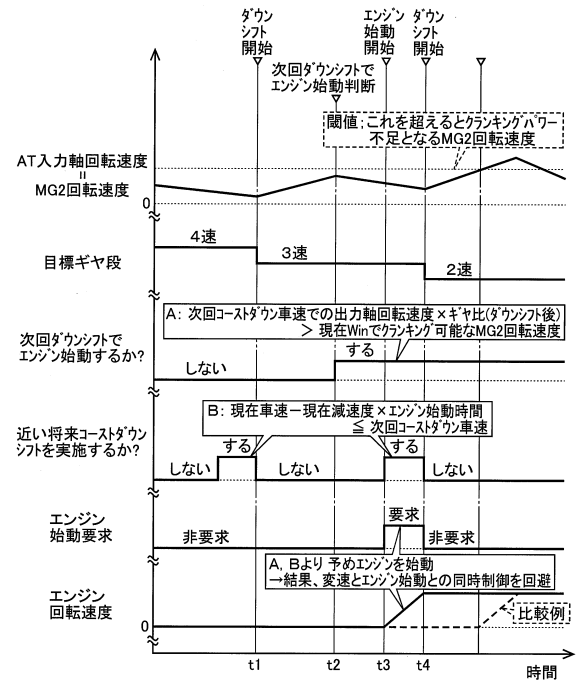 ﾀﾞｳﾝ
ｼﾌﾄ
開始
ｴﾝｼﾞﾝ
始動
開始
ﾀﾞｳﾝ
ｼﾌﾄ
開始
次回ﾀﾞｳﾝｼﾌﾄで
ｴﾝｼﾞﾝ始動判断
閾値；これを超えるとｸﾗﾝｷﾝｸﾞﾊﾟﾜｰ
不足となるMG2回転速度
AT入力軸回転速度
＝
MG2回転速度
0
目標ギヤ段
4速
3速
2速
A: 次回ｺｰｽﾄﾀﾞｳﾝ車速での出力軸回転速度×ｷﾞﾔ比(ﾀﾞｳﾝｼﾌﾄ後)
＞現在Winでｸﾗﾝｷﾝｸﾞ可能なMG2回転速度
次回ﾀﾞｳﾝｼﾌﾄで
ｴﾝｼﾞﾝ始動するか?
しない
する
B: 現在車速－現在減速度×ｴﾝｼﾞﾝ始動時間
≦ 次回ｺｰｽﾄﾀﾞｳﾝ車速
近い将来ｺｰｽﾄﾀﾞｳﾝ
ｼﾌﾄを実施するか?
しない
する
しない
する
しない
エンジン
始動要求
非要求
要求
非要求
A, Bより 予めｴﾝｼﾞﾝを始動
→結果、変速とｴﾝｼﾞﾝ始動との同時制御を回避
エンジン
回転速度
0
比較例
t1
t2
t3
t4
時間